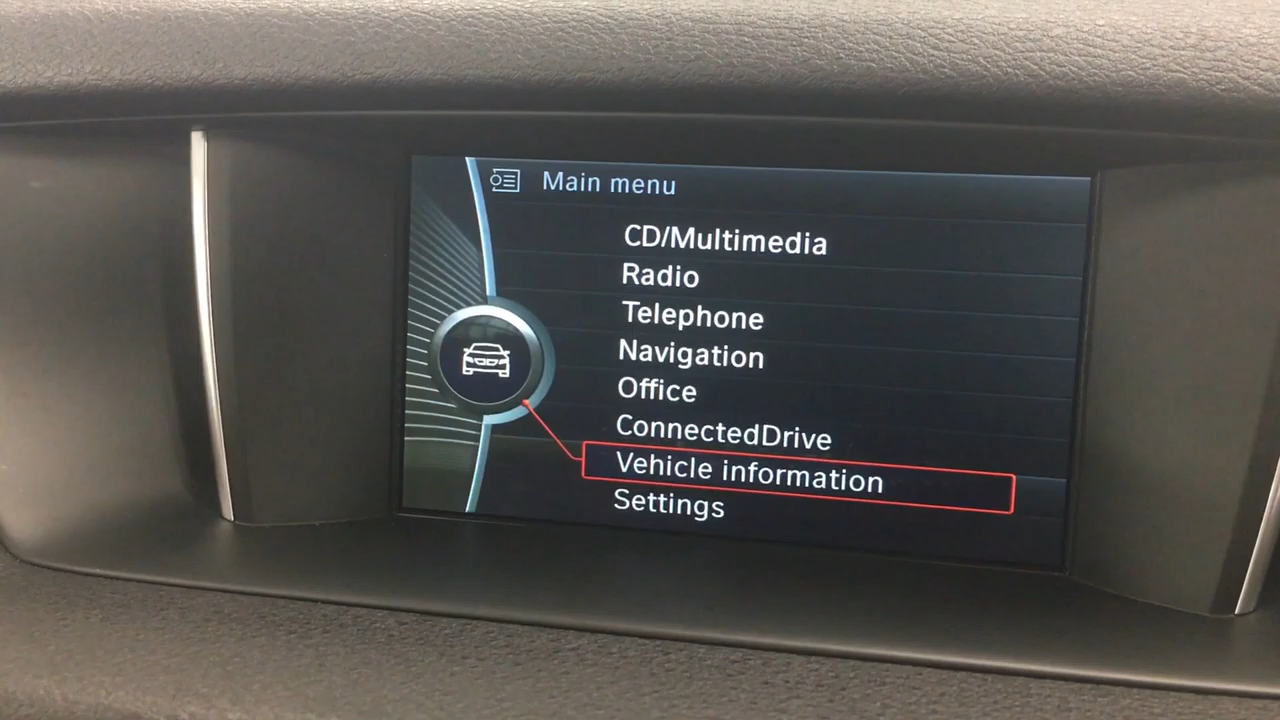 Main menu
CD/Multimedia
Radio
Telephone
Navigation
Office
ConnectedDrive
Vehicle information
Settings